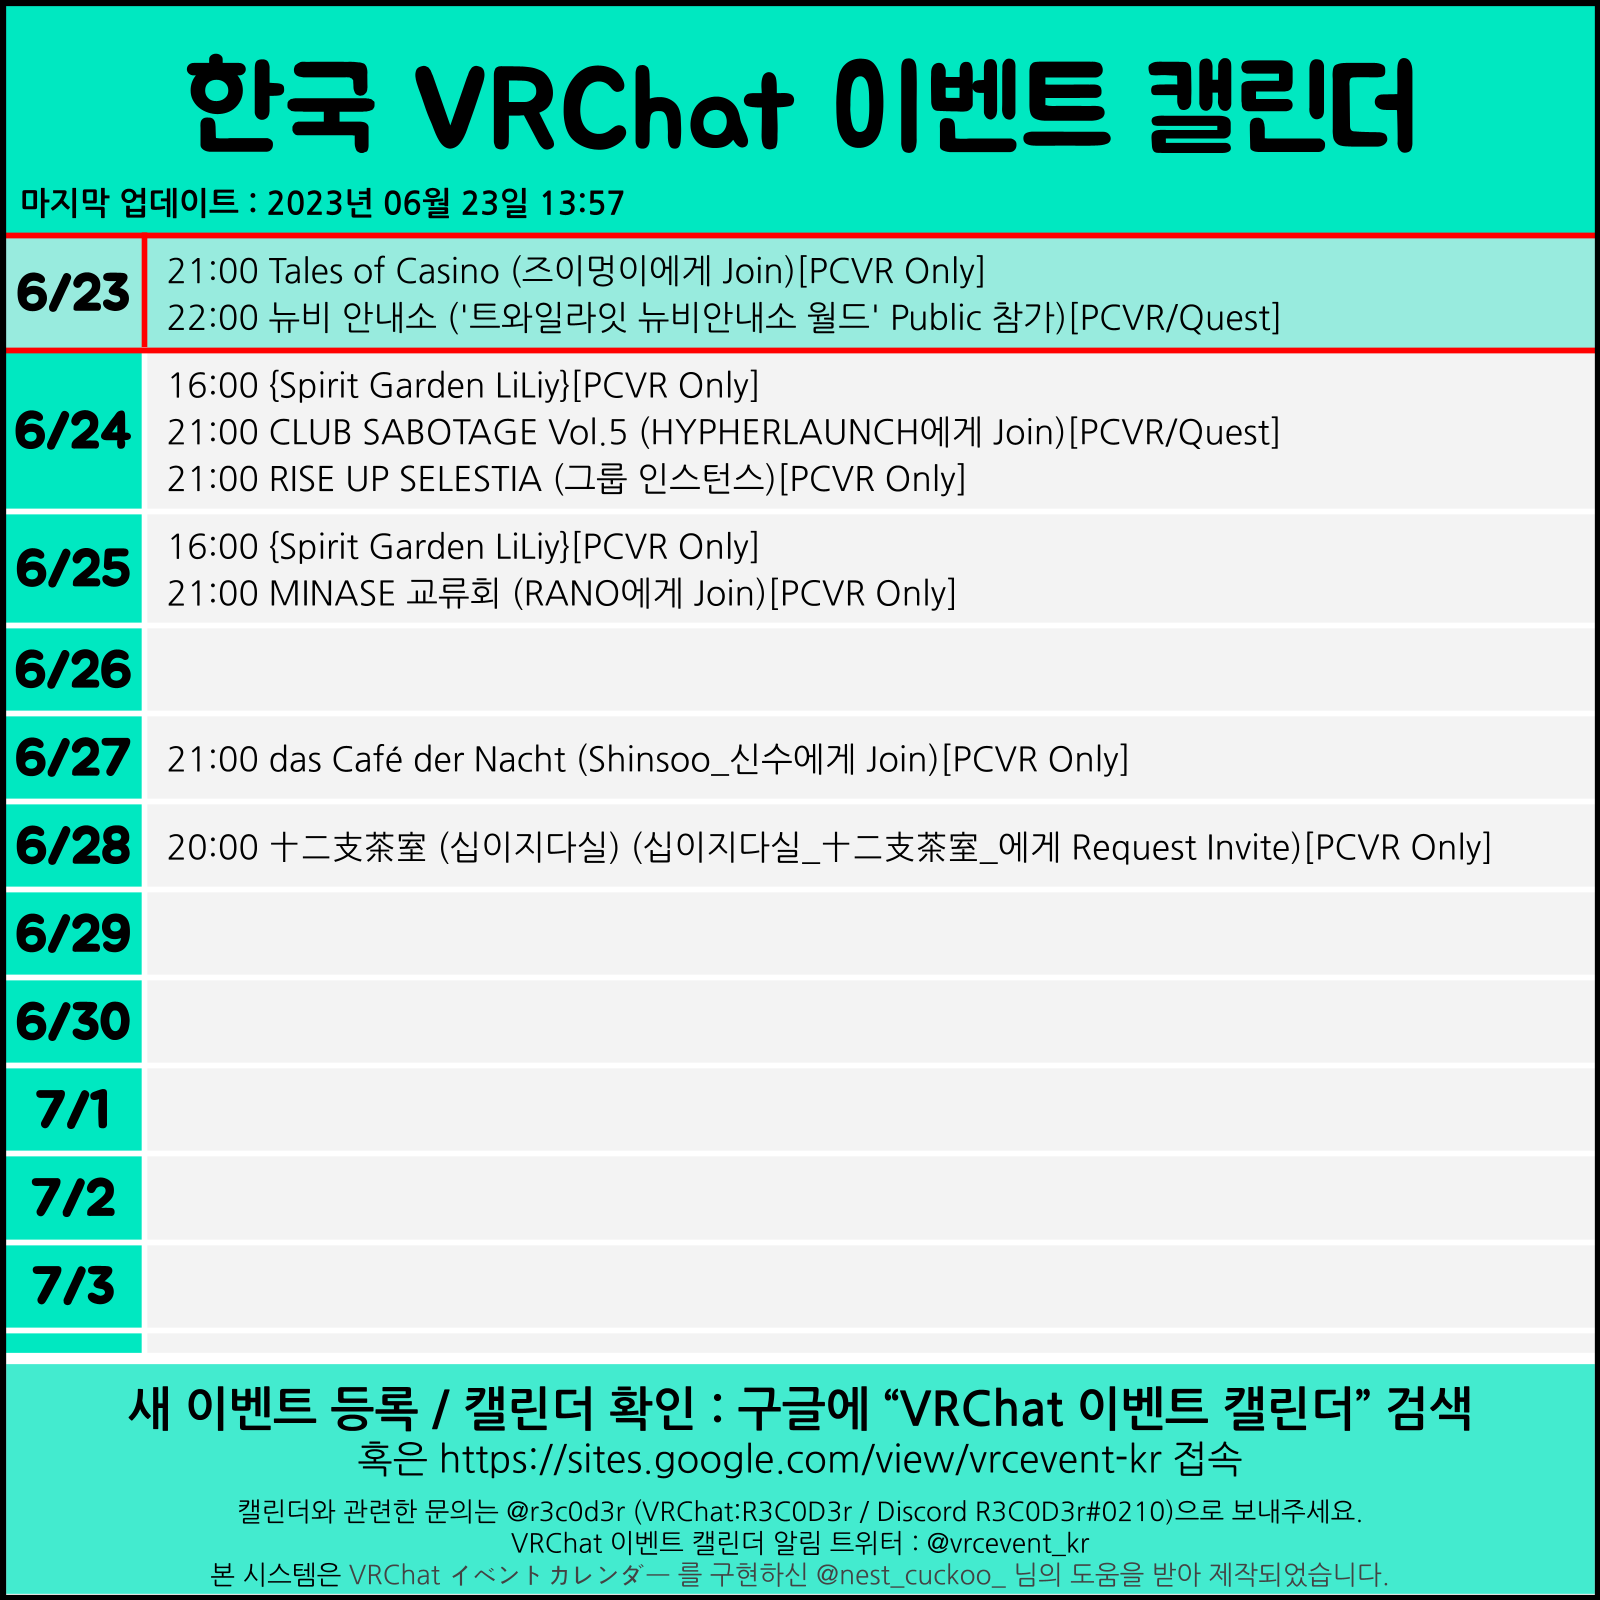 한국 VRChat 이벤트 캘린더
마지막 업데이트 : 2023년 06월 23일 13:57
6/23
21:00 Tales of Casino (즈이멍이에게 Join)[PCVR Only]
22:00 뉴비 안내소 ('트와일라잇 뉴비안내소 월드' Public 참가)[PCVR/Quest]
6/24
16:00 {Spirit Garden LiLiy}[PCVR Only]
21:00 CLUB SABOTAGE Vol.5 (HYPHERLAUNCH에게 Join)[PCVR/Quest]
21:00 RISE UP SELESTIA (그룹 인스턴스)[PCVR Only]
6/25
16:00 {Spirit Garden LiLiy}[PCVR Only]
21:00 MINASE 교류회 (RANO에게 Join)[PCVR Only]
6/26
6/27
21:00 das Café der Nacht (Shinsoo_신수에게 Join)[PCVR Only]
6/28
20:00 十二支茶室 (십이지다실) (십이지다실_十二支茶室_에게 Request Invite)[PCVR Only]
6/29
6/30
7/1
7/2
7/3
새 이벤트 등록 / 캘린더 확인 : 구글에 “VRChat 이벤트 캘린더” 검색
혹은 https://sites.google.com/view/vrcevent-kr 접속
캘린더와 관련한 문의는 @r3c0d3r (VRChat:R3C0D3r / Discord R3C0D3r#0210)으로 보내주세요.
VRChat 이벤트 캘린더 알림 트위터 : @vrcevent_kr
본 시스템은 VRChat イベントカレンダー 를 구현하신 @nest_cuckoo_ 님의 도움을 받아 제작되었습니다.